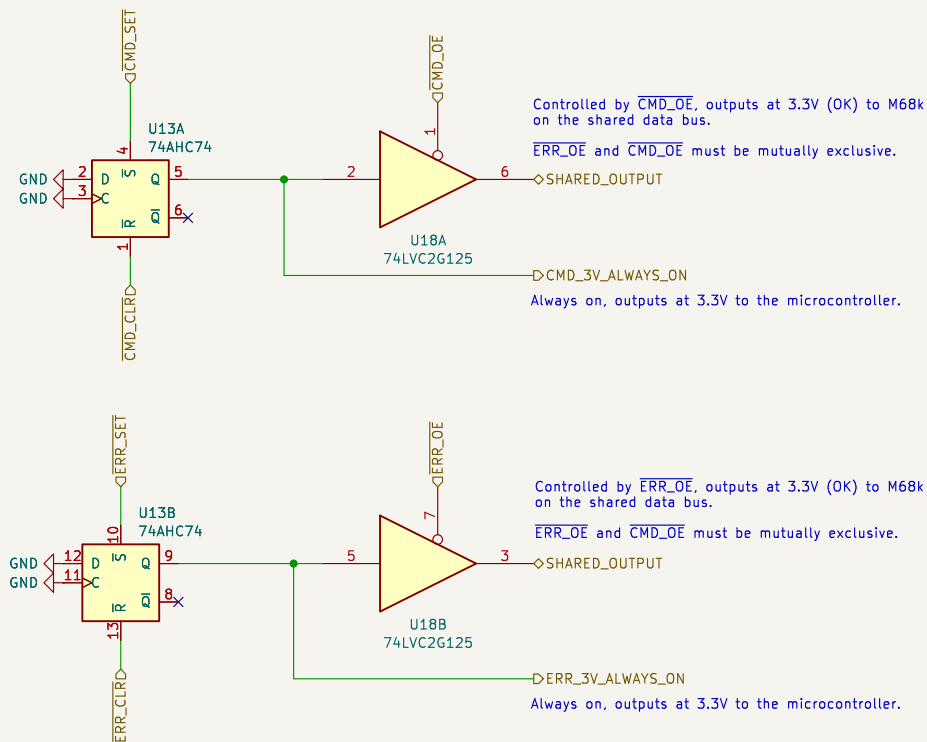 CMD_SET
CMD_OE
Controlled by CMD_OE, outputs at 3.3V (OK) to M68k
on the shared data bus.
U13A
74AHC74
1
4
ERR_OE and CMD_OE must be mutually exclusive.
GND 2 D S Q 5 2 6 SHARED_OUTPUT
GND 3 C
R Q 6
U18A
74LVC2G125
1
CMD_3V_ALWAYS_ON
Always on, outputs at 3.3V to the microcontroller.
CMD_CLR
ERR_SET
ERR_OE
Controlled by ERR_OE, outputs at 3.3V (OK) to M68k
on the shared data bus.
U13B
74AHC74
7
10
ERR_OE and CMD_OE must be mutually exclusive.
GND 12 D S Q 9 5 3 SHARED_OUTPUT
GND 11 C
R Q 8
U18B
74LVC2G125
13
ERR_3V_ALWAYS_ON
Always on, outputs at 3.3V to the microcontroller.
ERR_CLR